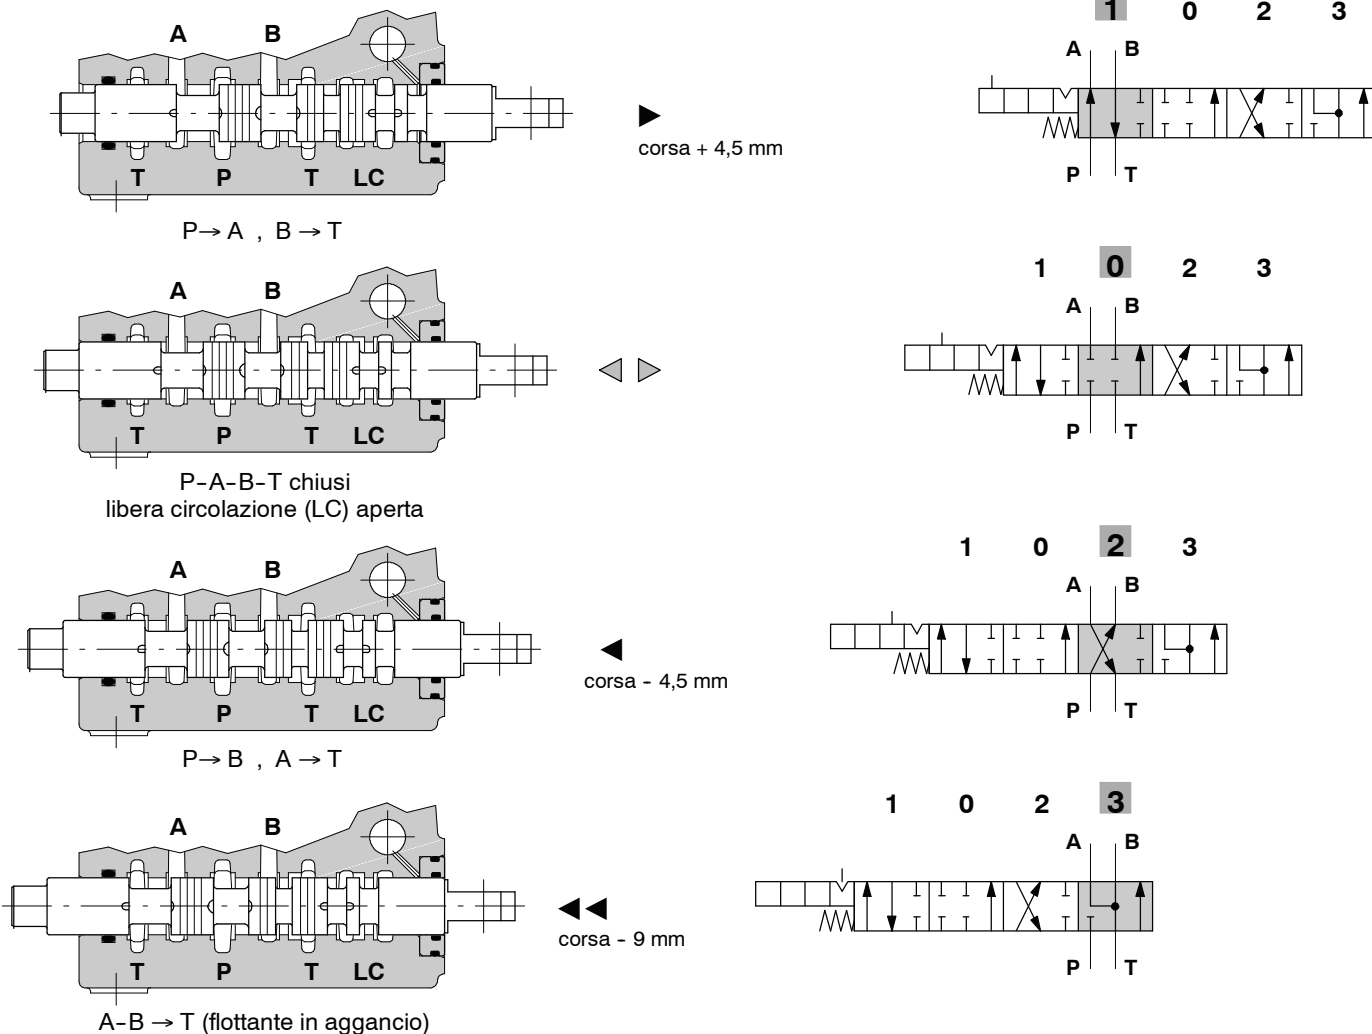 A B
1 0 2 3
A B
corsa + 4,5 mm
T P T LC
P T
P→ A , B → T
1 0 2 3
A B
A B
T P T LC
P T
P-A-B-T chiusi
libera circolazione (LC) aperta
1 0 2 3
A B
A B
corsa - 4,5 mm
T P T LC
P T
P→ B , A → T
1 0 2 3
A B
A B
corsa - 9 mm
T P T LC
P T
A-B → T (flottante in aggancio)